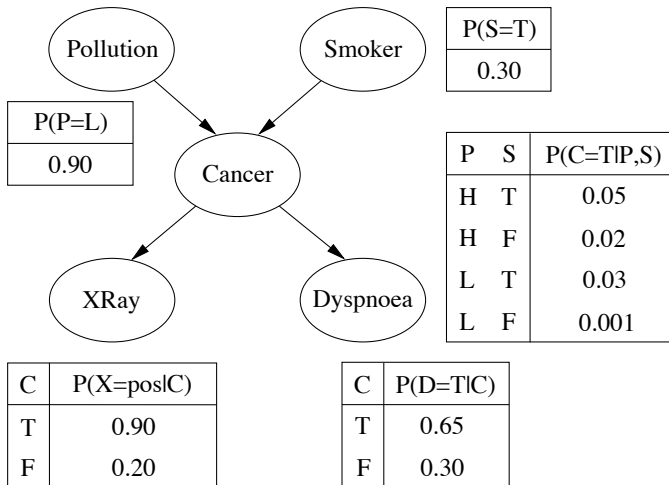 Pollution
Smoker
P(S=T)
0.30
P(P=L)
0.90
Cancer
P S P(C=T|P,S)
H T 0.05
H F 0.02
L T 0.03
L F 0.001
XRay
Dyspnoea
C P(X=pos|C)
T 0.90
F 0.20
C P(D=T|C)
T 0.65
F 0.30